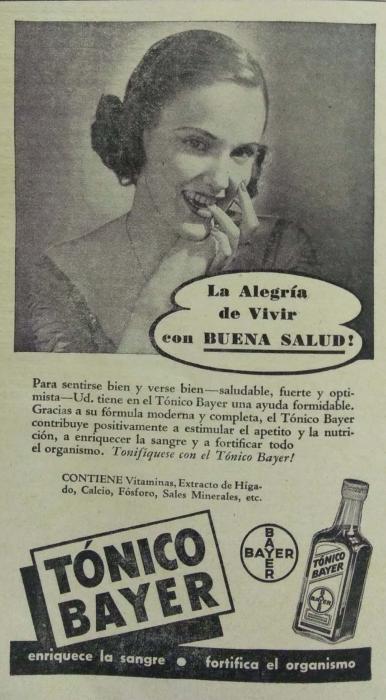 La Alegría
de Vivir
con BUENA SALUD!
Para sentirse bien y verse bien—saludable, fuerte y opti-
mista—Ud. tiene en el Tónico Bayer una ayuda formidable.
Gracias a su fórmula moderna y completa, el Tónico Bayer
contribuye positivamente a estimular el apetito y la nutri-
ción, a enriquecer la sangre y a fortificar todo
el organismo. Tonifíquese con el Tónico Bayer!
CONTIENE Vitaminas, Extracto de Híga-
do, Calcio, Fósforo, Sales Minerales, etc.
TÓNICO
BAYER
BAYER
BAYER
TÓNICO
BAYER
BAYER
enriquece la sangre • fortifica el organismo